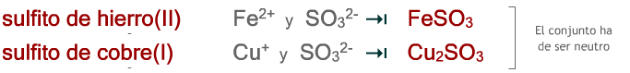 sulfito de hierro(II) Fe²⁺ y SO₃²⁻ → FeSO₃
sulfito de cobre(I) Cu⁺ y SO₃²⁻ → Cu₂SO₃
El conjunto ha
de ser neutro